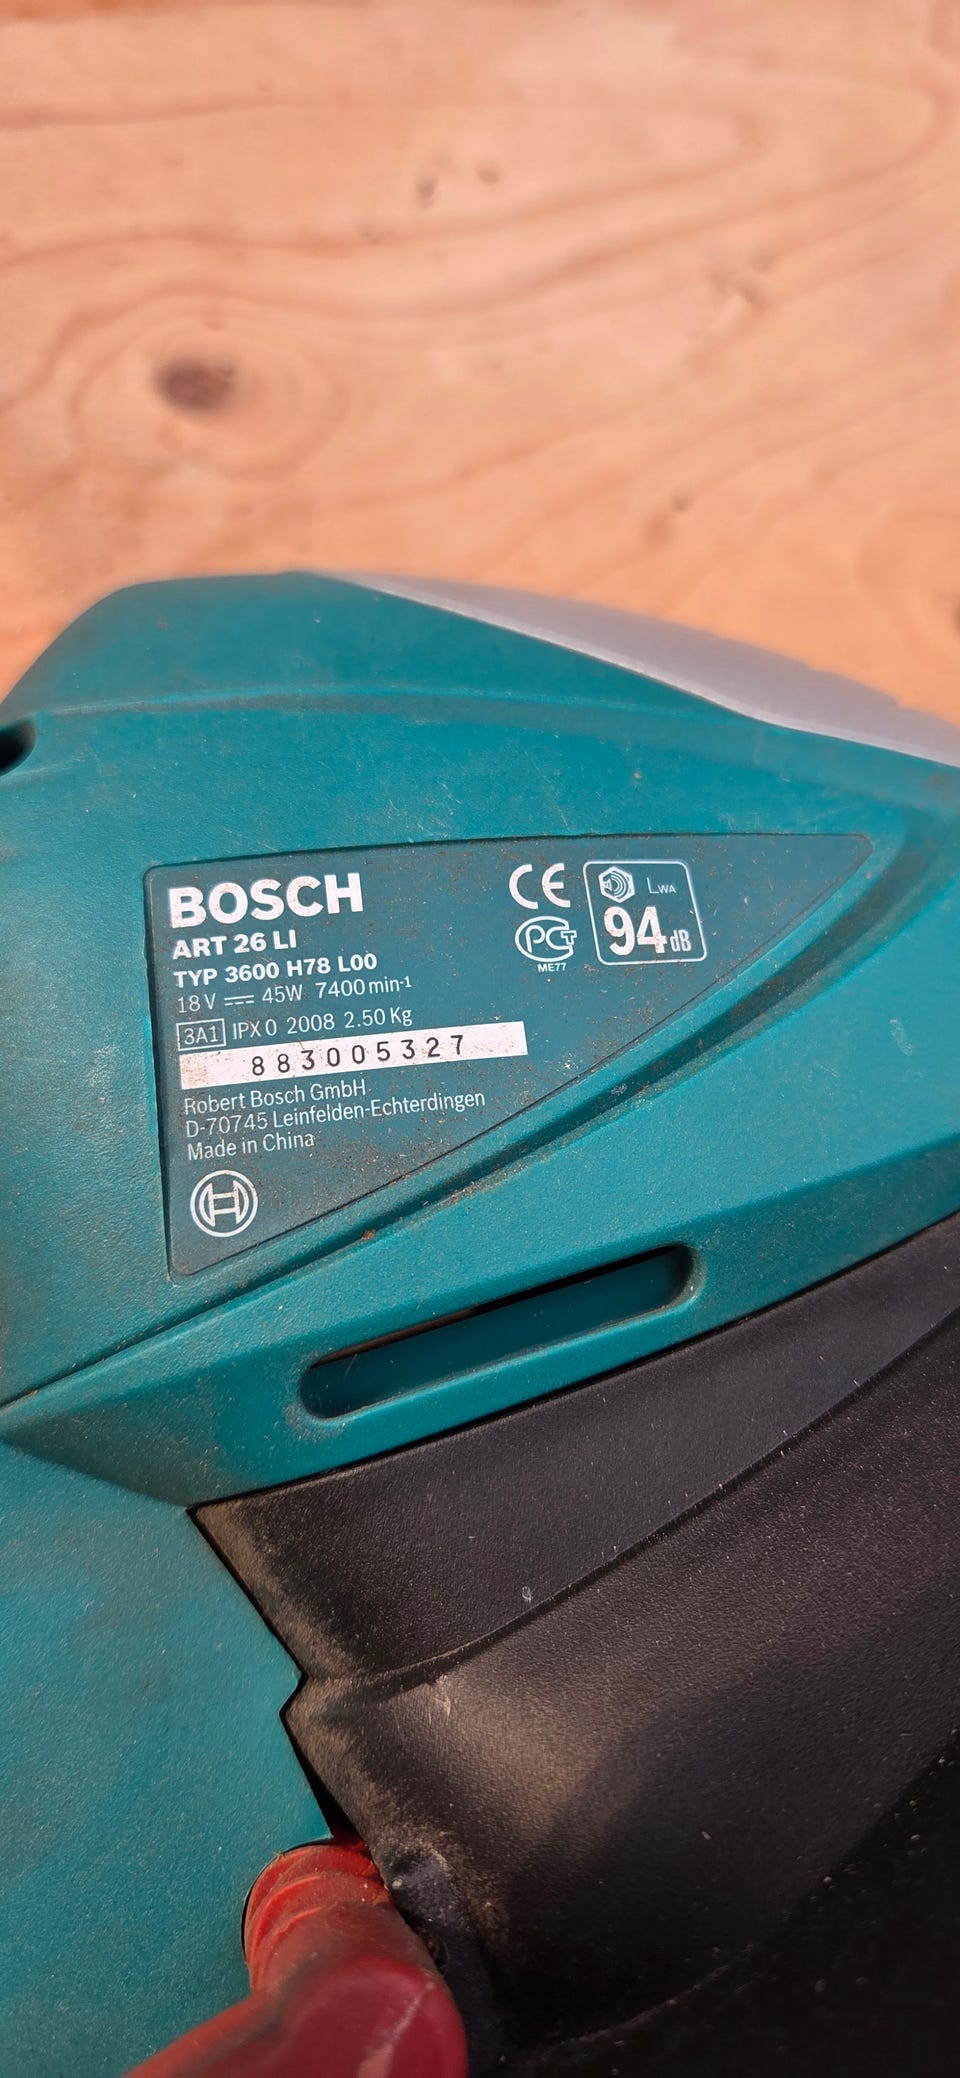 BOSCH
ART 26 LI
TYP 3600 H78 L00
18 V ⎓ 45W 7400 min-1
3A1 IPX 0 2008 2.50 Kg
883005327
Robert Bosch GmbH
D-70745 Leinfelden-Echterdingen
Made in China
CE
PCT
ME77
LWA
94 dB